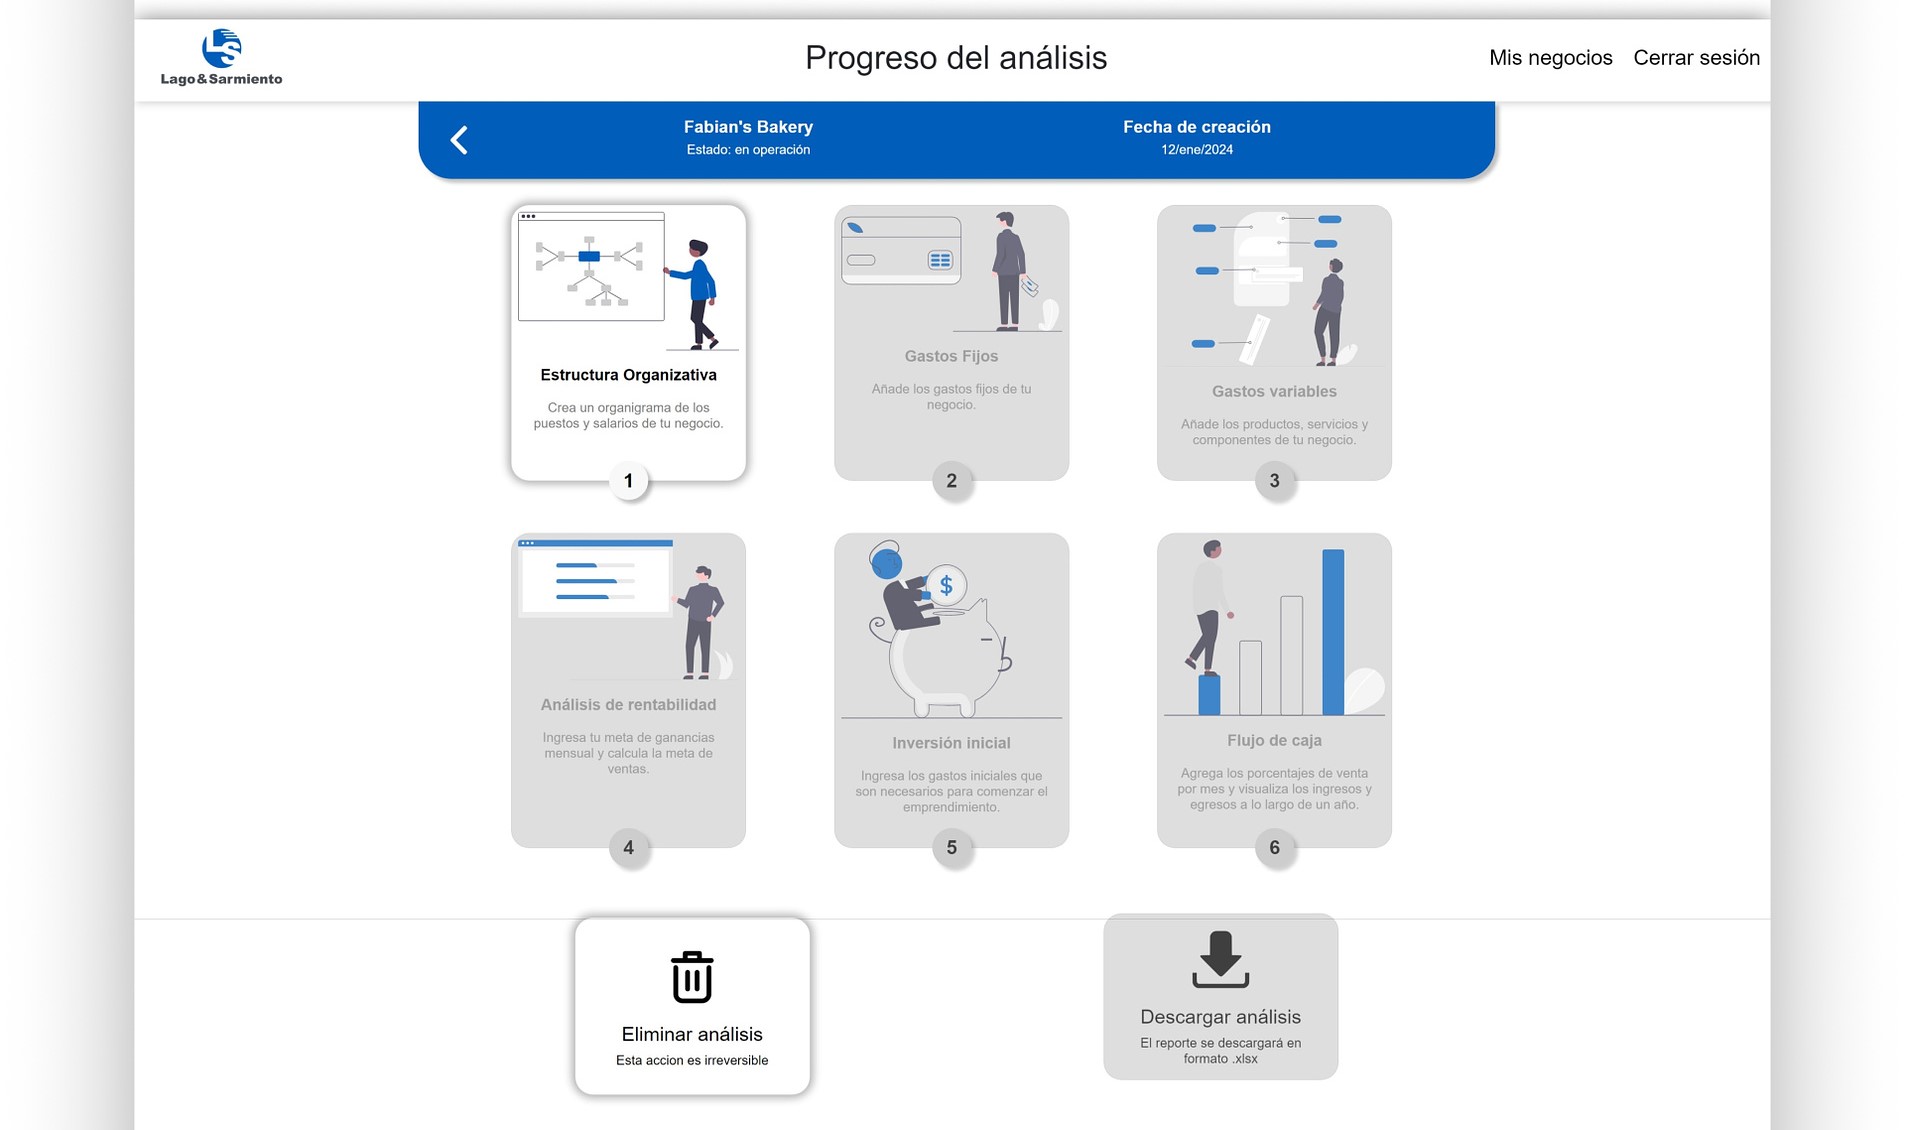 LS
Lago&Sarmiento
Progreso del análisis
Mis negocios
Cerrar sesión
Fabian's Bakery
Estado: en operación
Fecha de creación
12/ene/2024
Estructura Organizativa
Crea un organigrama de los
puestos y salarios de tu negocio.
1
Gastos Fijos
Añade los gastos fijos de tu
negocio.
2
Gastos variables
Añade los productos, servicios y
componentes de tu negocio.
3
Análisis de rentabilidad
Ingresa tu meta de ganancias
mensual y calcula la meta de
ventas.
4
$
Inversión inicial
Ingresa los gastos iniciales que
son necesarios para comenzar el
emprendimiento.
5
Flujo de caja
Agrega los porcentajes de venta
por mes y visualiza los ingresos y
egresos a lo largo de un año.
6
Eliminar análisis
Esta accion es irreversible
Descargar análisis
El reporte se descargará en
formato .xlsx